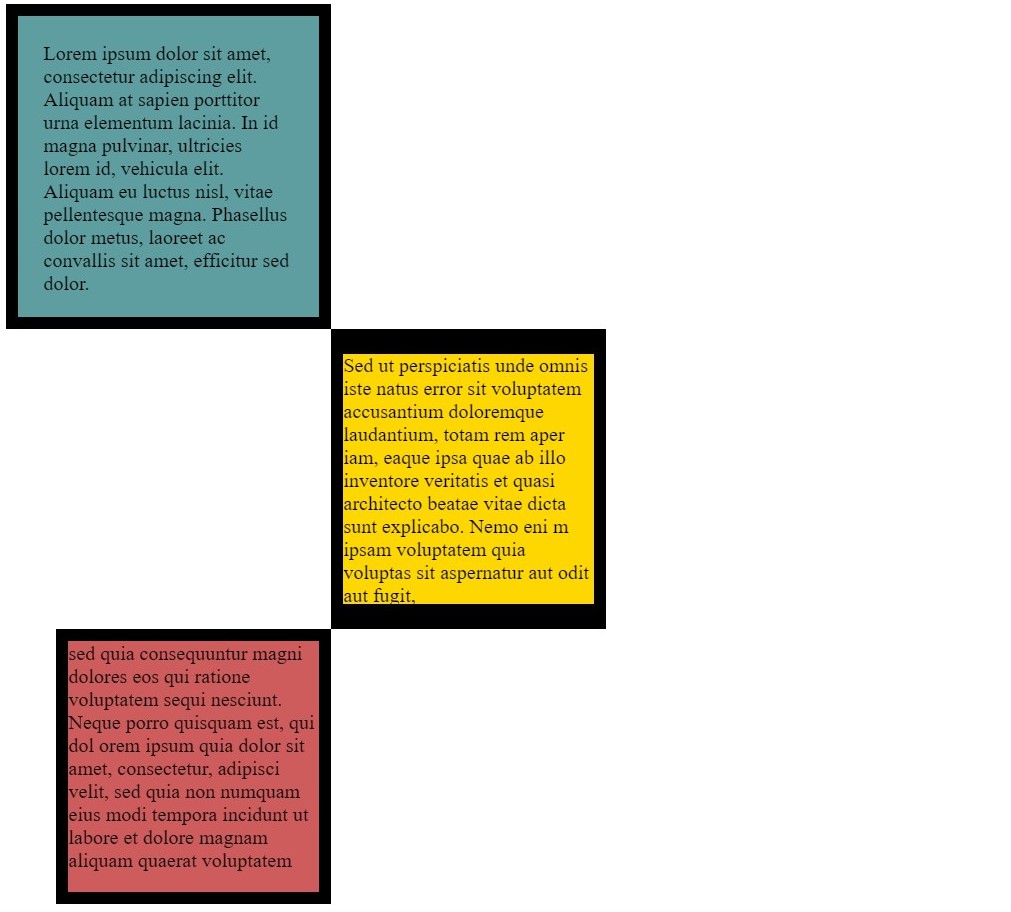 Lorem ipsum dolor sit amet,
consectetur adipiscing elit.
Aliquam at sapien porttitor
urna elementum lacinia. In id
magna pulvinar, ultricies
lorem id, vehicula elit.
Aliquam eu luctus nisl, vitae
pellentesque magna. Phasellus
dolor metus, laoreet ac
convallis sit amet, efficitur sed
dolor.
Sed ut perspiciatis unde omnis
iste natus error sit voluptatem
accusantium doloremque
laudantium, totam rem aper
iam, eaque ipsa quae ab illo
inventore veritatis et quasi
architecto beatae vitae dicta
sunt explicabo. Nemo eni m
ipsam voluptatem quia
voluptas sit aspernatur aut odit
aut fugit,
sed quia consequuntur magni
dolores eos qui ratione
voluptatem sequi nesciunt.
Neque porro quisquam est, qui
dol orem ipsum quia dolor sit
amet, consectetur, adipisci
velit, sed quia non numquam
eius modi tempora incidunt ut
labore et dolore magnam
aliquam quaerat voluptatem